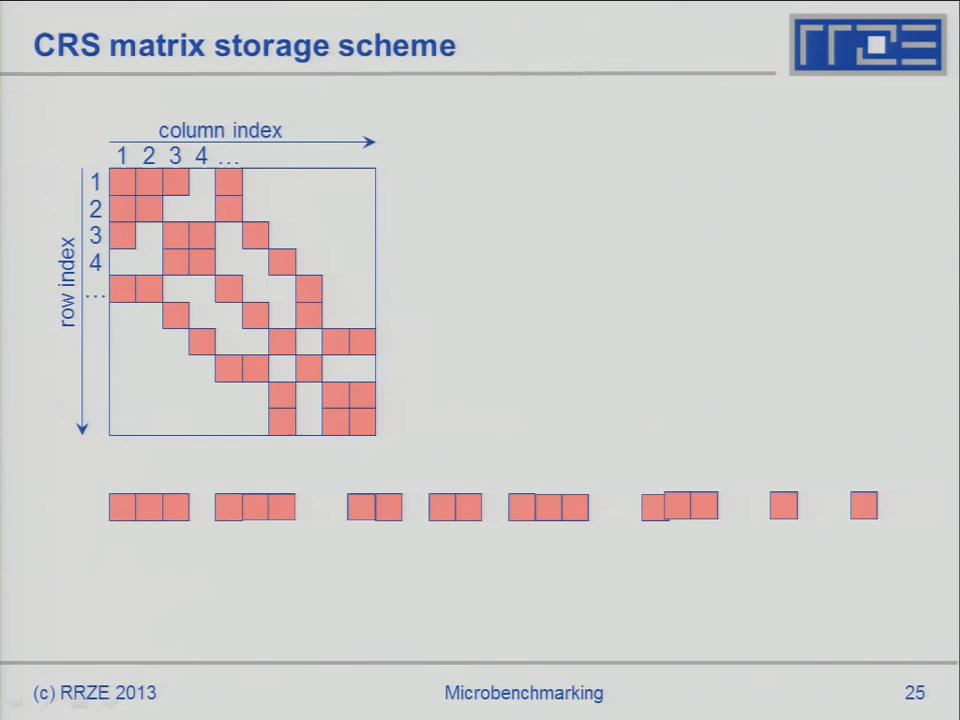 CRS matrix storage scheme
RRZE
column index
1 2 3 4 ...
row index
1
2
3
4
...
(c) RRZE 2013
Microbenchmarking
25